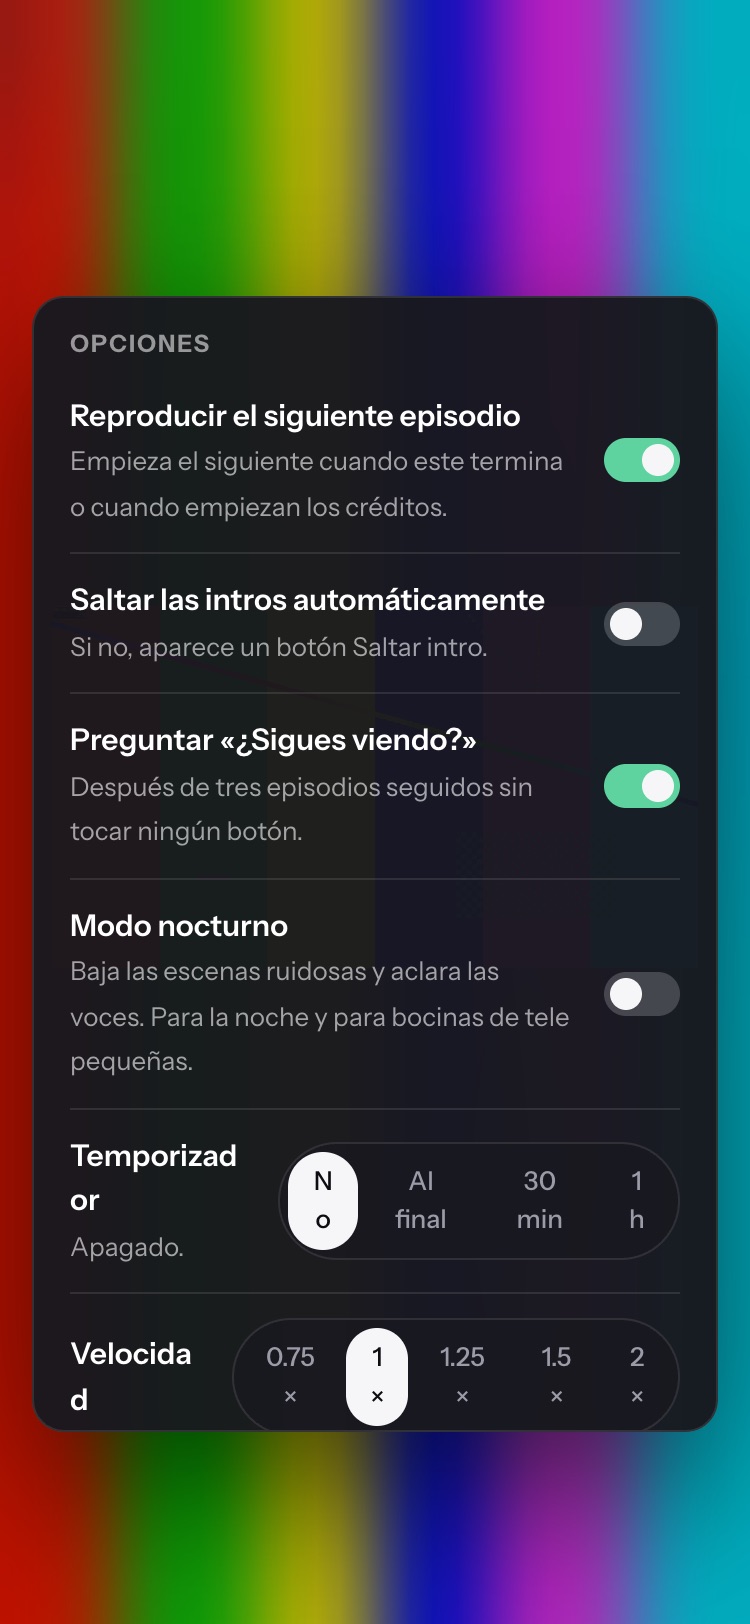 OPCIONES
Reproducir el siguiente episodio
Empieza el siguiente cuando este termina
o cuando empiezan los créditos.
Saltar las intros automáticamente
Si no, aparece un botón Saltar intro.
Preguntar «¿Sigues viendo?»
Después de tres episodios seguidos sin
tocar ningún botón.
Modo nocturno
Baja las escenas ruidosas y aclara las
voces. Para la noche y para bocinas de tele
pequeñas.
Temporizad
or
Apagado.
N
o
Al
final
30
min
1
h
Velocida
d
0.75
×
1
×
1.25
×
1.5
×
2
×